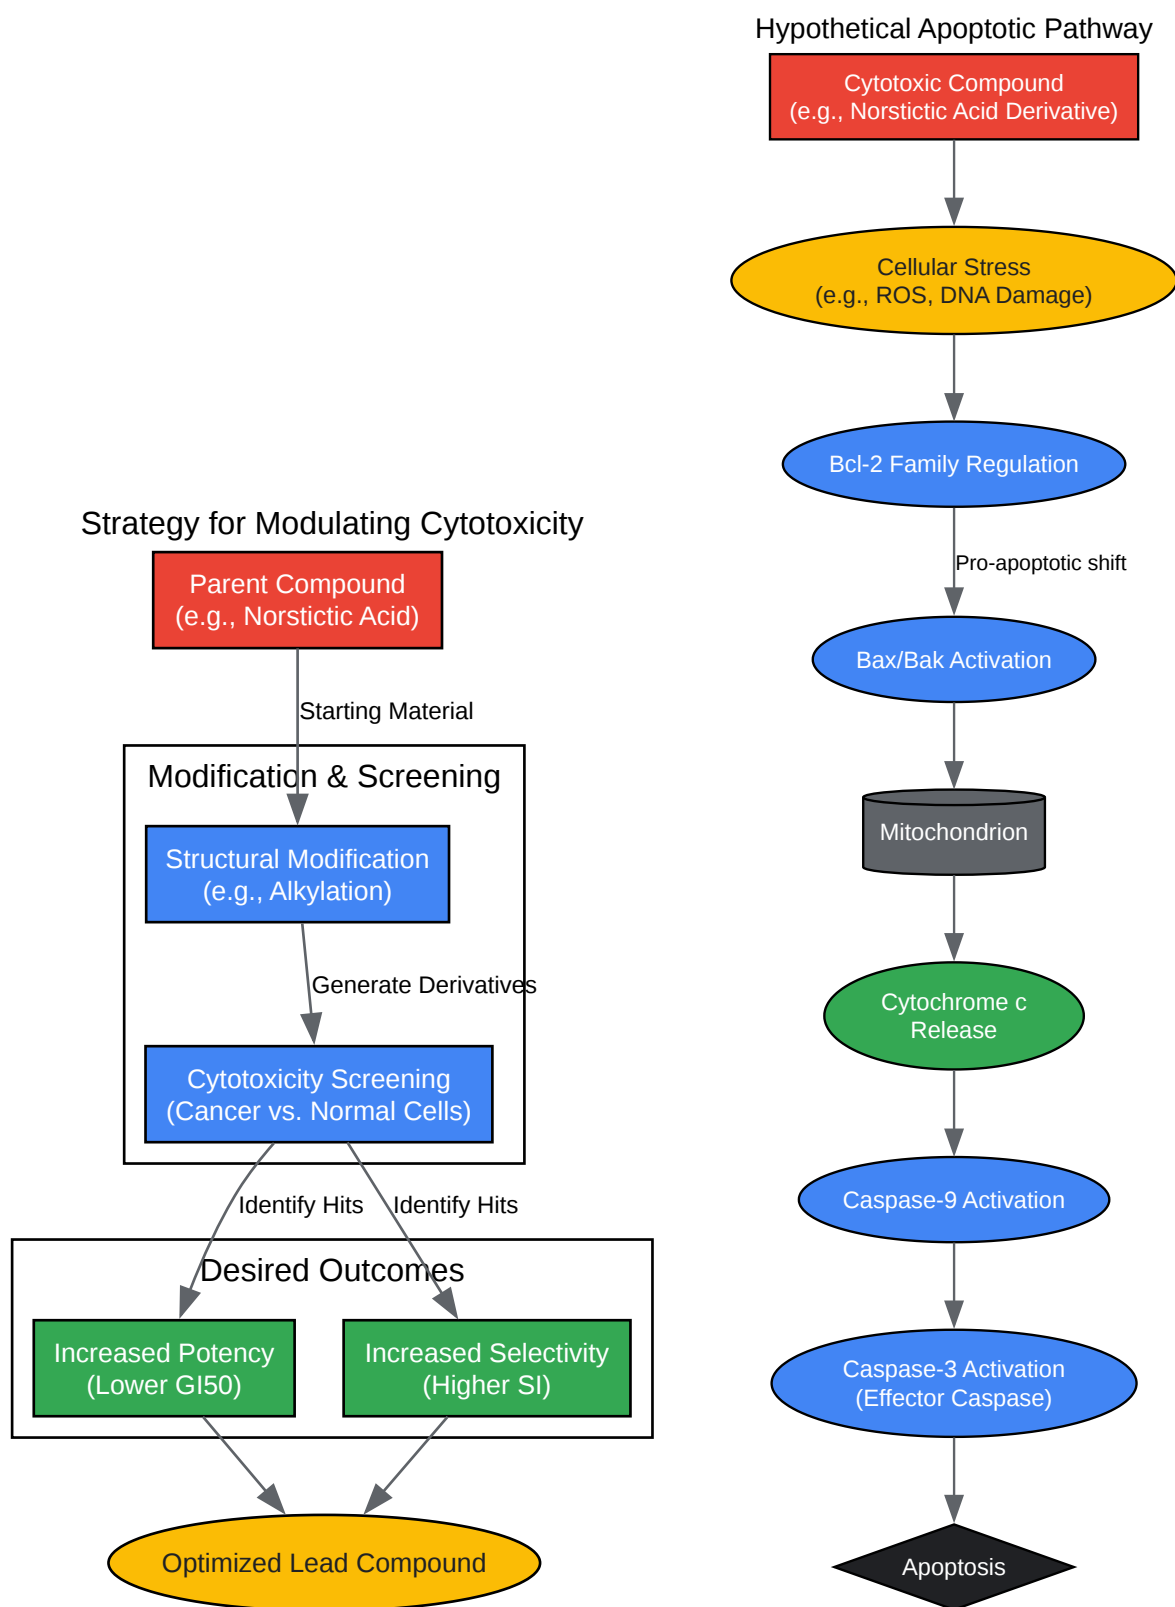 Strategy for Modulating Cytotoxicity
Parent Compound
(e.g., Norstictic Acid)
Starting Material
Modification & Screening
Structural Modification
(e.g., Alkylation)
Generate Derivatives
Cytotoxicity Screening
(Cancer vs. Normal Cells)
Identify Hits
Identify Hits
Desired Outcomes
Increased Potency
(Lower GI50)
Increased Selectivity
(Higher SI)
Optimized Lead Compound
Hypothetical Apoptotic Pathway
Cytotoxic Compound
(e.g., Norstictic Acid Derivative)
Cellular Stress
(e.g., ROS, DNA Damage)
Bcl-2 Family Regulation
Pro-apoptotic shift
Bax/Bak Activation
Mitochondrion
Cytochrome c
Release
Caspase-9 Activation
Caspase-3 Activation
(Effector Caspase)
Apoptosis